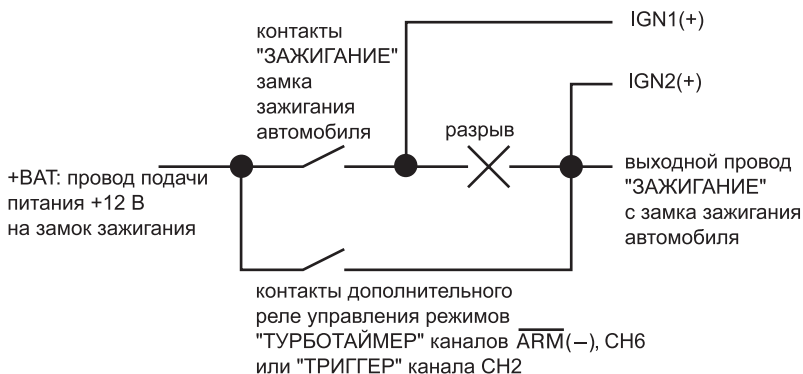 IGN1(+)
контакты
"ЗАЖИГАНИЕ"
замка
зажигания
автомобиля
IGN2(+)
разрыв
+BAT: провод подачи
питания +12 В
на замок зажигания
выходной провод
"ЗАЖИГАНИЕ"
с замка зажигания
автомобиля
контакты дополнительного
реле управления режимов
"ТУРБОТАЙМЕР" каналов A̅R̅M̅(–), CH6
или "ТРИГГЕР" канала CH2